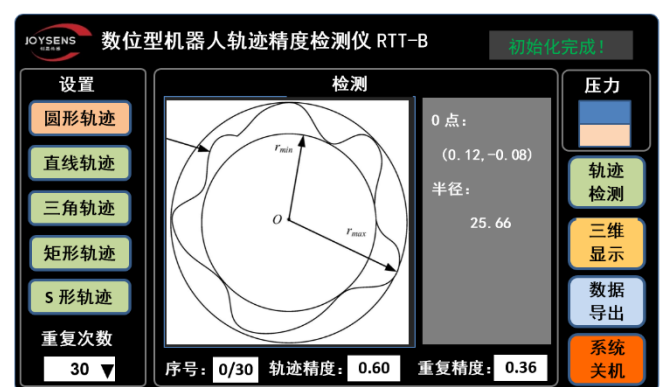 JOYSENS
数位型机器人轨迹精度检测仪 RTT-B
初始化完成!
设置
圆形轨迹
直线轨迹
三角轨迹
矩形轨迹
S 形轨迹
重复次数
30 ▼
检测
rmin
O
rmax
0 点:
(0.12,-0.08)
半径:
25.66
序号: 0/30 轨迹精度: 0.60 重复精度: 0.36
压力
轨迹
检测
三维
显示
数据
导出
系统
关机